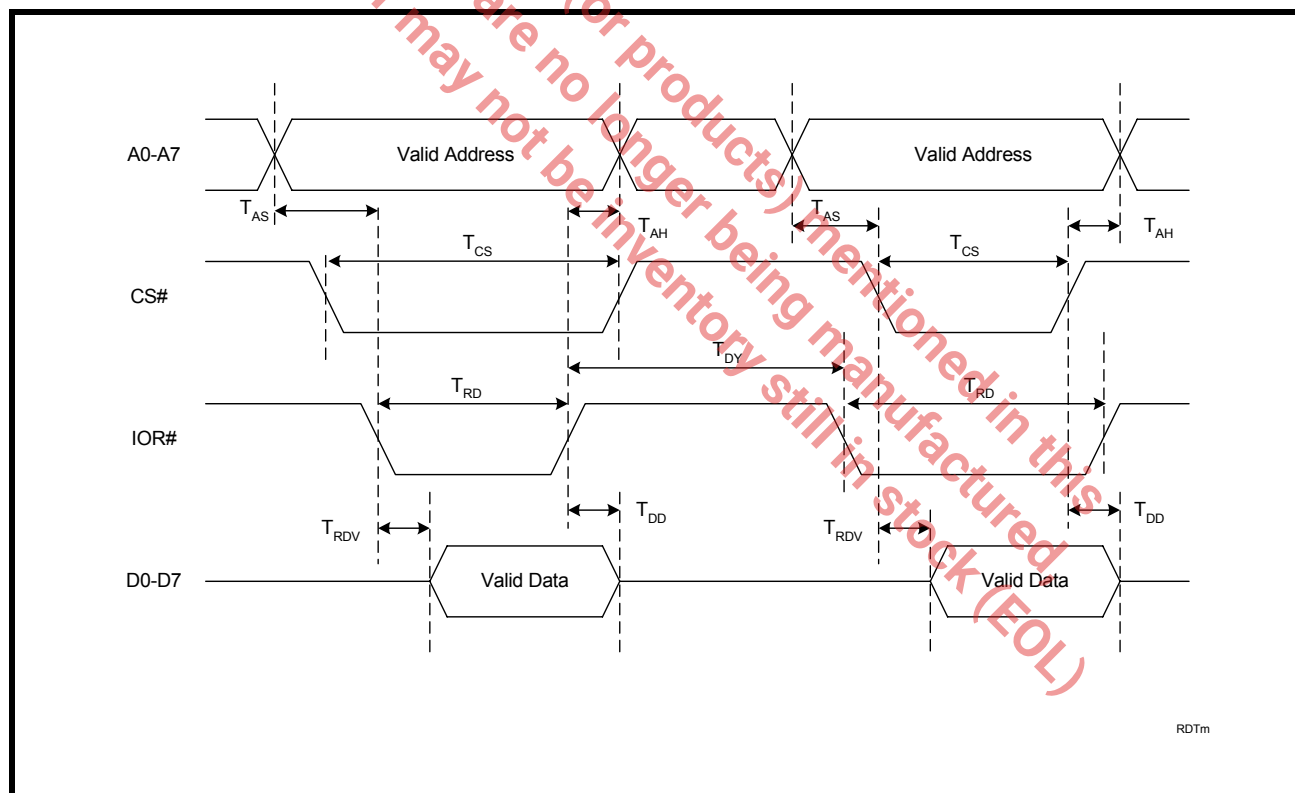 (or products) mentioned in this
are no longer being manufactured
may not be inventory still in stock (EOL)
A0-A7
Valid Address
Valid Address
TAS
TAH
TAS
TAH
TCS
TCS
CS#
TDY
TRD
TRD
IOR#
TRDV
TDD
TRDV
TDD
D0-D7
Valid Data
Valid Data
RDTm